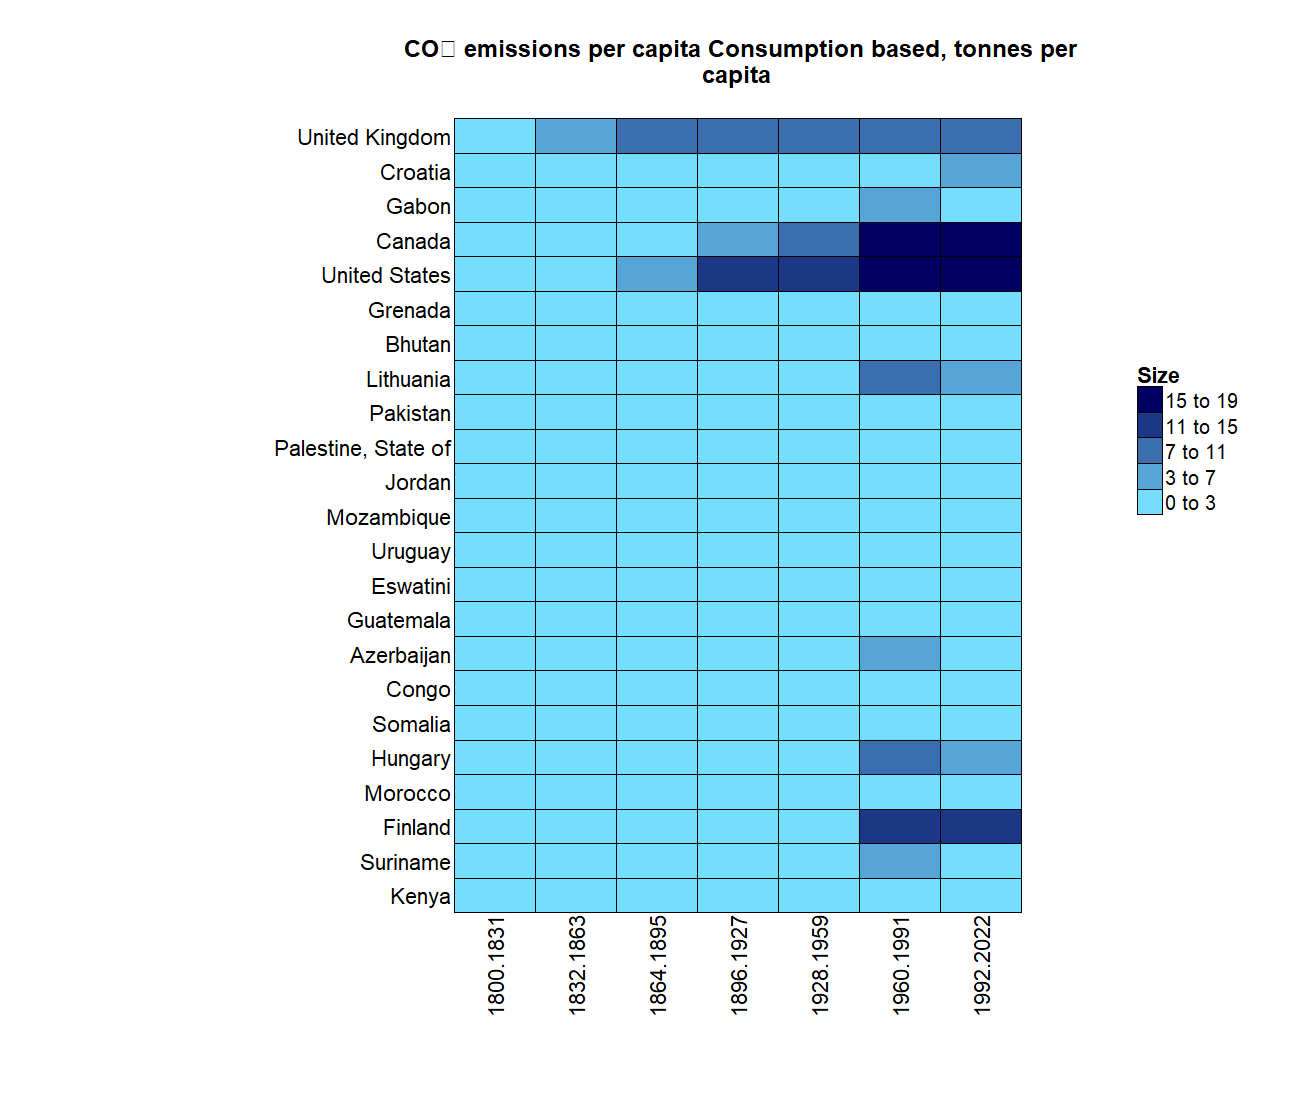 CO□ emissions per capita Consumption based, tonnes per
capita
United Kingdom
Croatia
Gabon
Canada
United States
Grenada
Bhutan
Lithuania
Pakistan
Palestine, State of
Jordan
Mozambique
Uruguay
Eswatini
Guatemala
Azerbaijan
Congo
Somalia
Hungary
Morocco
Finland
Suriname
Kenya
1800.1831
1832.1863
1864.1895
1896.1927
1928.1959
1960.1991
1992.2022
Size
15 to 19
11 to 15
7 to 11
3 to 7
0 to 3